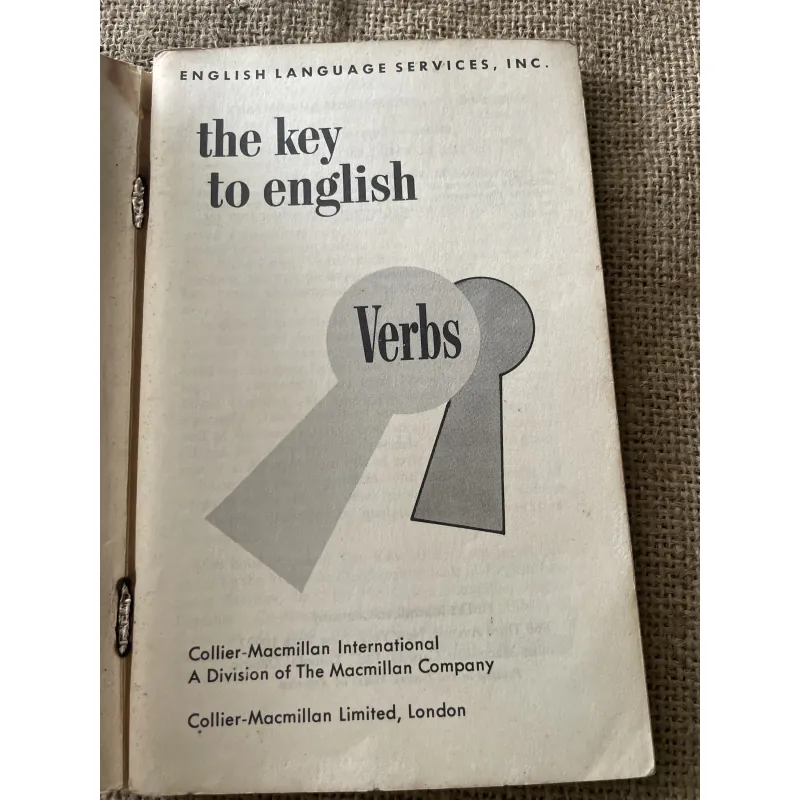 ENGLISH LANGUAGE SERVICES, INC.
the key
to english
Verbs
Collier-Macmillan International
A Division of The Macmillan Company
Collier-Macmillan Limited, London